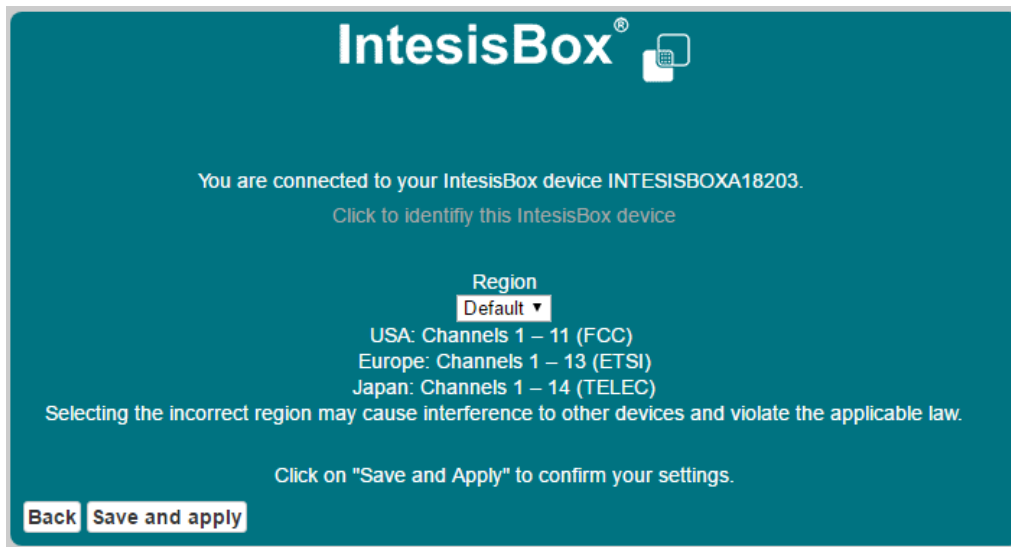 IntesisBox®
You are connected to your IntesisBox device INTESISBOXA18203.
Click to identifiy this IntesisBox device
Region
Default
USA: Channels 1 – 11 (FCC)
Europe: Channels 1 – 13 (ETSI)
Japan: Channels 1 – 14 (TELEC)
Selecting the incorrect region may cause interference to other devices and violate the applicable law.
Click on "Save and Apply" to confirm your settings.
Back Save and apply